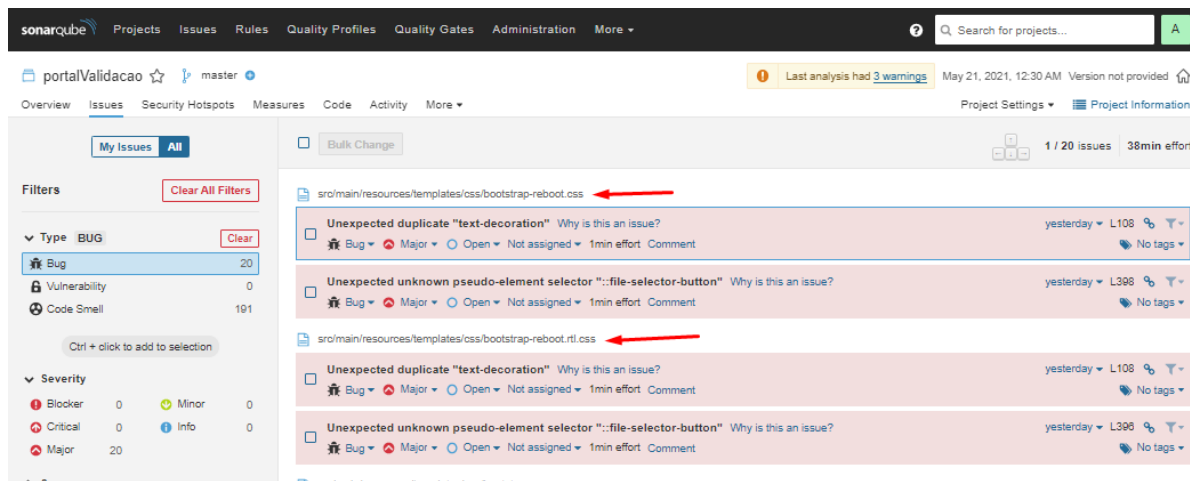 sonarqube Projects Issues Rules Quality Profiles Quality Gates Administration More ? Search for projects... A
portalValidacao master Last analysis had 3 warnings May 21, 2021, 12:30 AM Version not provided
Overview Issues Security Hotspots Measures Code Activity More Project Settings Project Information
My Issues All Bulk Change 1 / 20 issues 38min effort
Filters Clear All Filters
src/main/resources/templates/css/bootstrap-reboot.css
Unexpected duplicate "text-decoration" Why is this an issue? yesterday L108
Bug Major Open Not assigned 1min effort Comment No tags
Unexpected unknown pseudo-element selector "::file-selector-button" Why is this an issue? yesterday L398
Bug Major Open Not assigned 1min effort Comment No tags
src/main/resources/templates/css/bootstrap-reboot.rtl.css
Unexpected duplicate "text-decoration" Why is this an issue? yesterday L108
Bug Major Open Not assigned 1min effort Comment No tags
Unexpected unknown pseudo-element selector "::file-selector-button" Why is this an issue? yesterday L396
Bug Major Open Not assigned 1min effort Comment No tags
Type BUG Clear
Bug 20
Vulnerability 0
Code Smell 191
Ctrl + click to add to selection
Severity
Blocker 0 Minor 0
Critical 0 Info 0
Major 20